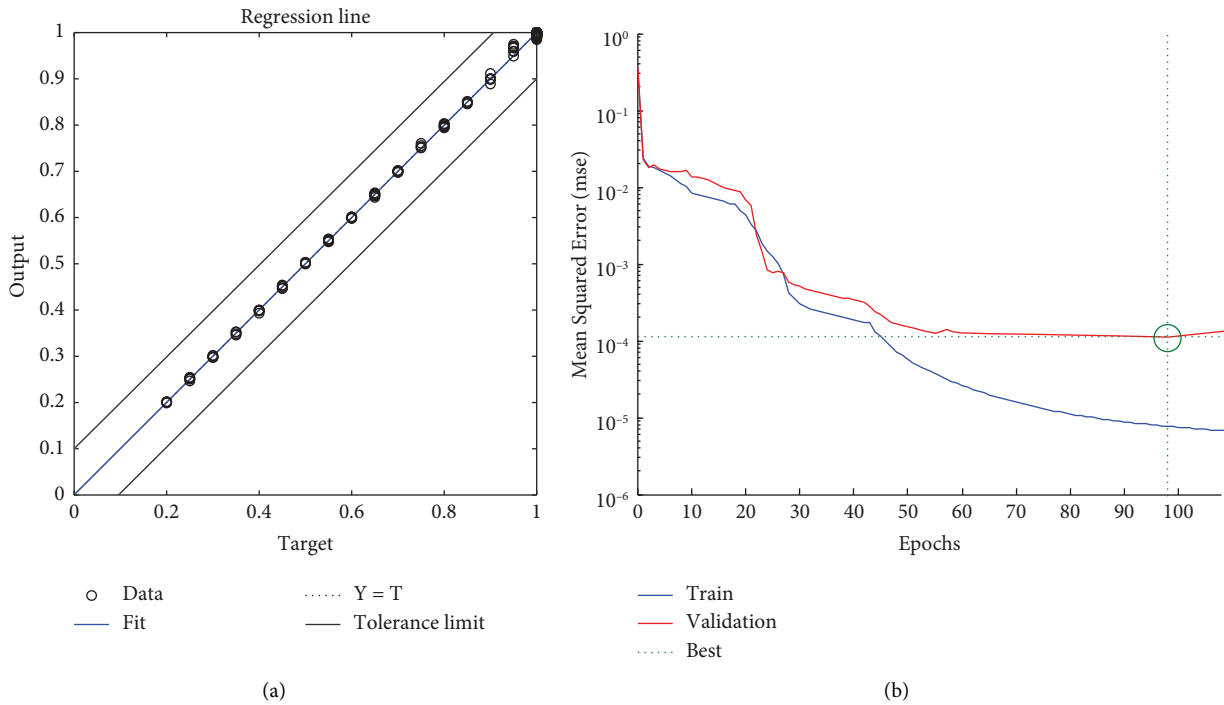 Regression line
1
0.9
0.8
0.7
0.6
0.5
0.4
0.3
0.2
0.1
0
Output
0 0.2 0.4 0.6 0.8 1
Target
Data
Fit
Y = T
Tolerance limit
(a)
10⁰
10⁻¹
10⁻²
10⁻³
10⁻⁴
10⁻⁵
10⁻⁶
Mean Squared Error (mse)
0 10 20 30 40 50 60 70 80 90 100
Epochs
Train
Validation
Best
(b)